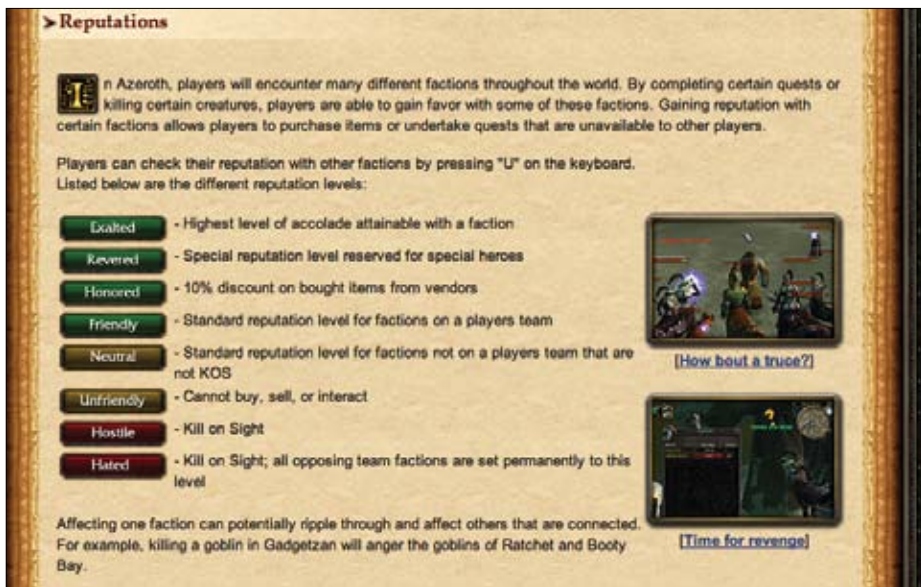 Reputations
In Azeroth, players will encounter many different factions throughout the world. By completing certain quests or
killing certain creatures, players are able to gain favor with some of these factions. Gaining reputation with
certain factions allows players to purchase items or undertake quests that are unavailable to other players.
Players can check their reputation with other factions by pressing "U" on the keyboard.
Listed below are the different reputation levels:
Exalted - Highest level of accolade attainable with a faction
Revered - Special reputation level reserved for special heroes
Honored - 10% discount on bought items from vendors
Friendly - Standard reputation level for factions on a players team
Neutral - Standard reputation level for factions not on a players team that are
not KOS
[How bout a truce?]
Unfriendly - Cannot buy, sell, or interact
Hostile - Kill on Sight
Hated - Kill on Sight; all opposing team factions are set permanently to this
level
Affecting one faction can potentially ripple through and affect others that are connected.
For example, killing a goblin in Gadgetzan will anger the goblins of Ratchet and Booty
Bay.
[Time for revenge]